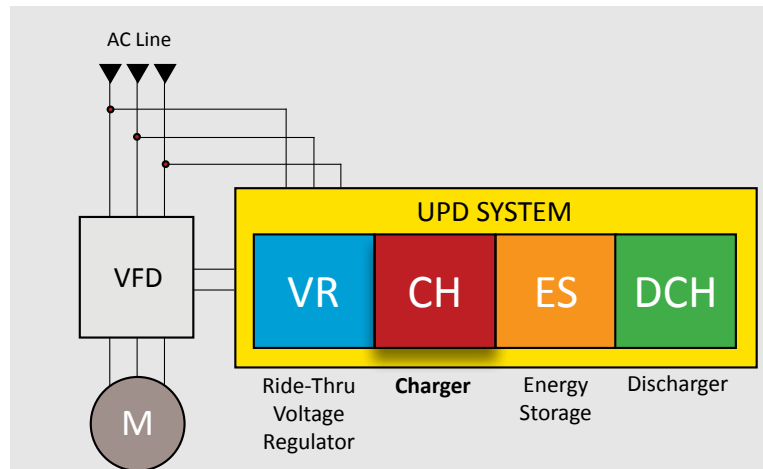 AC Line
UPD SYSTEM
VFD
VR
CH
ES
DCH
Ride-Thru
Voltage
Regulator
Charger
Energy
Storage
Discharger
M